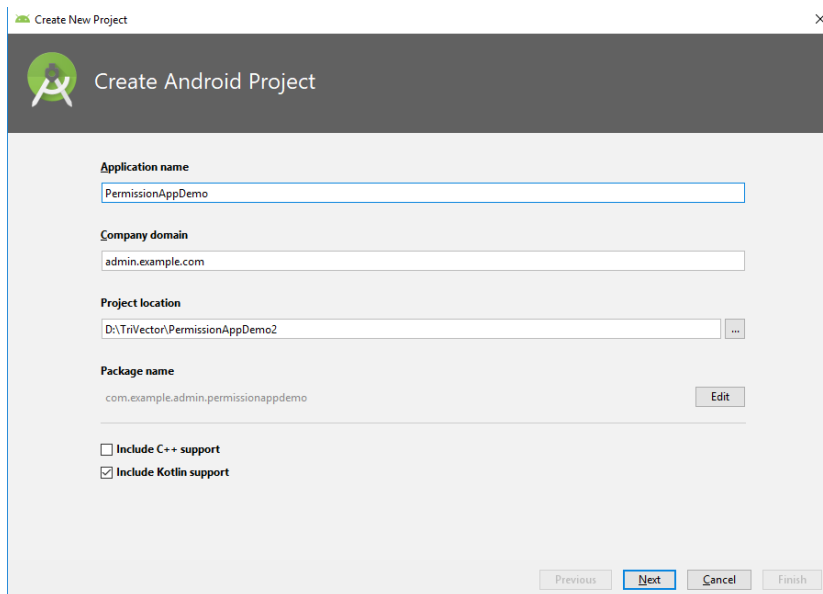 Create New Project
Create Android Project
Application name
PermissionAppDemo
Company domain
admin.example.com
Project location
D:\TriVector\PermissionAppDemo2
...
Package name
com.example.admin.permissionappdemo
Edit
Include C++ support
Include Kotlin support
Previous Next Cancel Finish